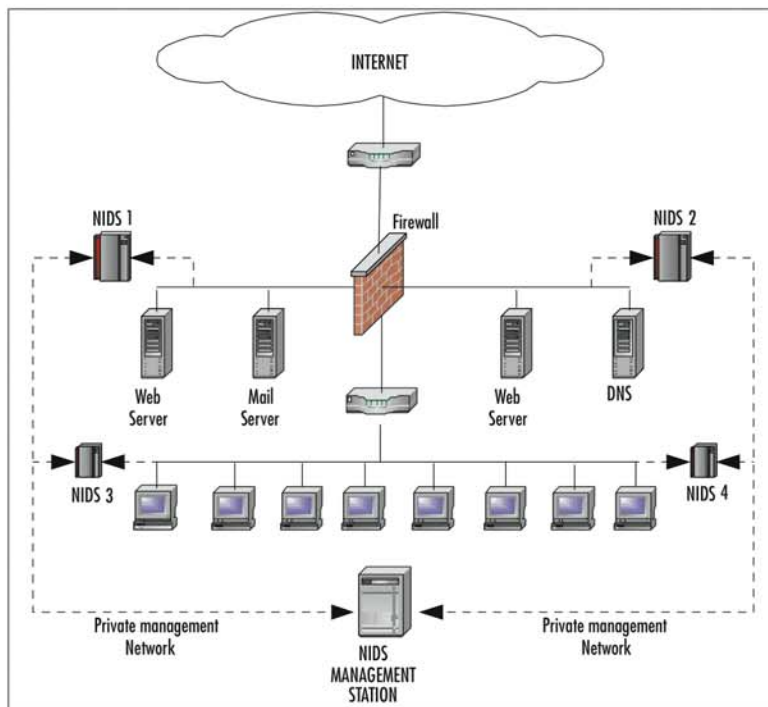 INTERNET
NIDS 1
Firewall
NIDS 2
Web
Server
Mail
Server
Web
Server
DNS
NIDS 3
NIDS 4
Private management
Network
NIDS
MANAGEMENT
STATION
Private management
Network